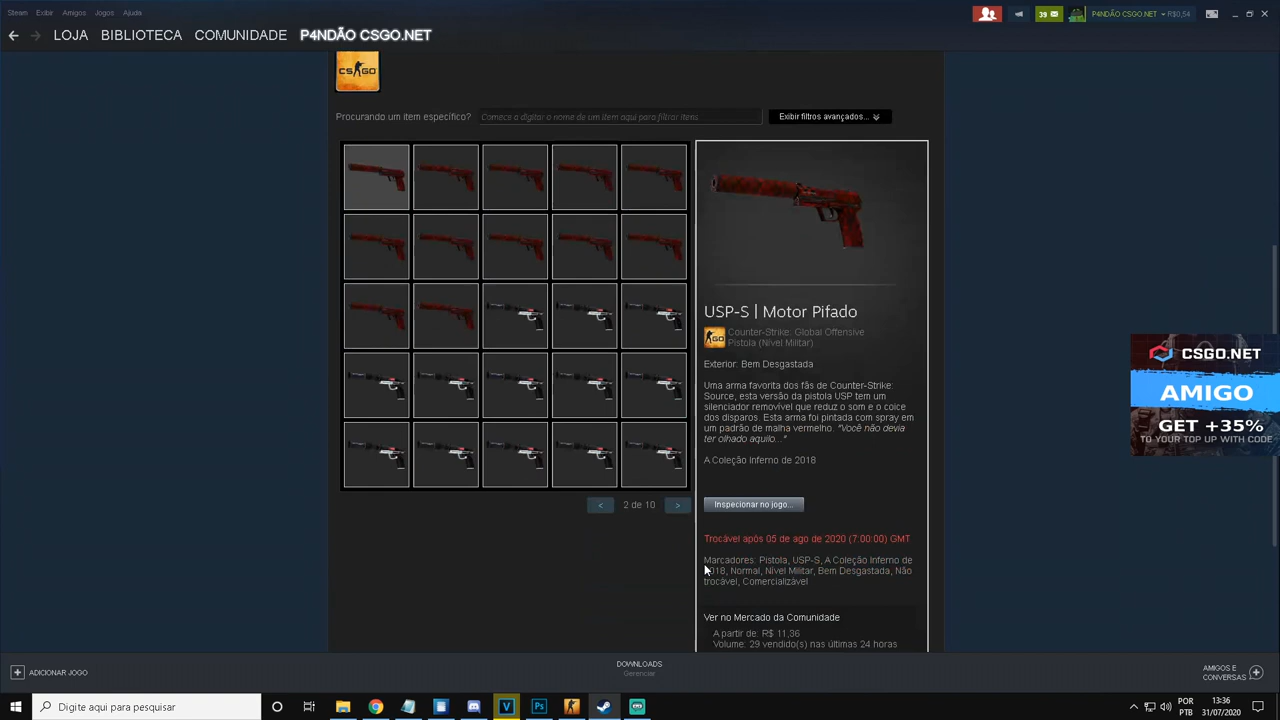 Steam Exibir Amigos Jogos Ajuda
39 P4NDÃO CSGO.NET R$0,54
LOJA BIBLIOTECA COMUNIDADE P4NDÃO CSGO.NET
CS GO
Procurando um item específico? Comece a digitar o nome de um item aqui para filtrar itens Exibir filtros avançados...
USP-S | Motor Pifado
Counter-Strike: Global Offensive
Pistola (Nível Militar)
Exterior: Bem Desgastada
Uma arma favorita dos fãs de Counter-Strike:
Source, esta versão da pistola USP tem um
silenciador removível que reduz o som e o coice
dos disparos. Esta arma foi pintada com spray em
um padrão de malha vermelho. "Você não devia
ter olhado aquilo..."
A Coleção Inferno de 2018
< 2 de 10 >
Inspecionar no jogo...
Trocável após 05 de ago de 2020 (7:00:00) GMT
Marcadores: Pistola, USP-S, A Coleção Inferno de
2018, Normal, Nível Militar, Bem Desgastada, Não
trocável, Comercializável
Ver no Mercado da Comunidade
A partir de: R$ 11,36
Volume: 29 vendido(s) nas últimas 24 horas
CSGO.NET
AMIGO
GET +35%
TO YOUR TOP UP WITH CODE
ADICIONAR JOGO
DOWNLOADS
Gerenciar
AMIGOS E
CONVERSAS
Digite aqui para pesquisar
POR
PTB
13:36
31/07/2020